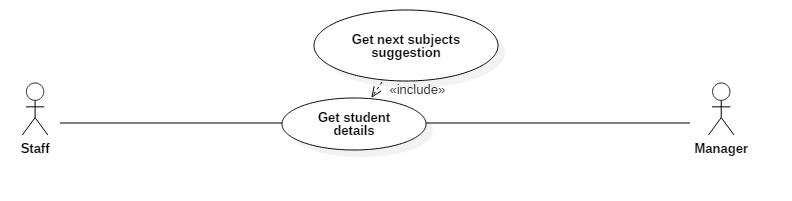 Get next subjects
suggestion
«include»
Get student
details
Staff
Manager